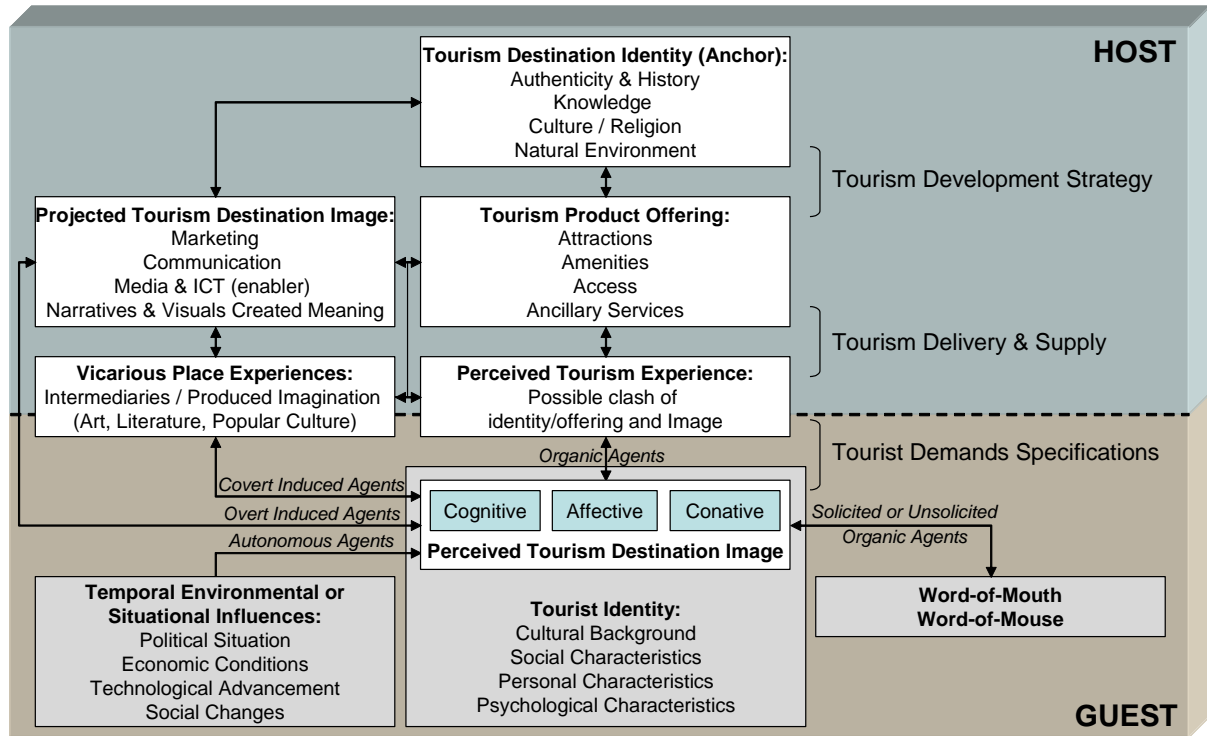 HOST
Tourism Destination Identity (Anchor):
Authenticity & History
Knowledge
Culture / Religion
Natural Environment
Tourism Development Strategy
Projected Tourism Destination Image:
Marketing
Communication
Media & ICT (enabler)
Narratives & Visuals Created Meaning
Tourism Product Offering:
Attractions
Amenities
Access
Ancillary Services
Tourism Delivery & Supply
Vicarious Place Experiences:
Intermediaries / Produced Imagination
(Art, Literature, Popular Culture)
Perceived Tourism Experience:
Possible clash of
identity/offering and Image
Tourist Demands Specifications
Organic Agents
Covert Induced Agents
Overt Induced Agents
Autonomous Agents
Cognitive
Affective
Conative
Perceived Tourism Destination Image
Solicited or Unsolicited
Organic Agents
Temporal Environmental or
Situational Influences:
Political Situation
Economic Conditions
Technological Advancement
Social Changes
Tourist Identity:
Cultural Background
Social Characteristics
Personal Characteristics
Psychological Characteristics
Word-of-Mouth
Word-of-Mouse
GUEST